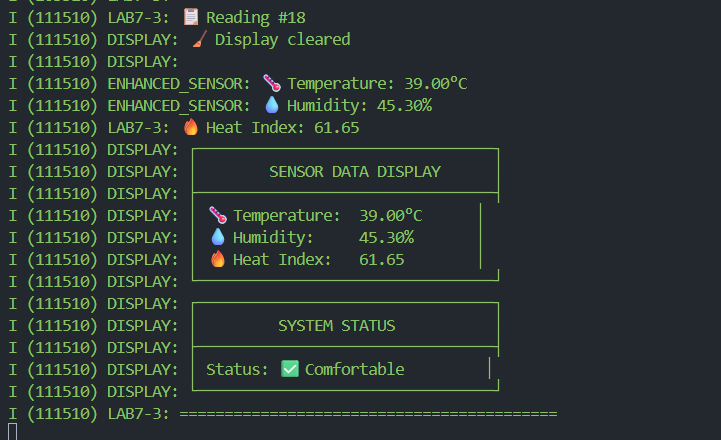 I (111510) LAB7-3: 📋 Reading #18
I (111510) DISPLAY: 🧹 Display cleared
I (111510) DISPLAY:
I (111510) ENHANCED_SENSOR: 🌡️ Temperature: 39.00°C
I (111510) ENHANCED_SENSOR: 💧 Humidity: 45.30%
I (111510) LAB7-3: 🔥 Heat Index: 61.65
I (111510) DISPLAY: ┌─────────────────────────────────┐
I (111510) DISPLAY: │        SENSOR DATA DISPLAY      │
I (111510) DISPLAY: ├─────────────────────────────────┤
I (111510) DISPLAY: │ 🌡️ Temperature:  39.00°C      │
I (111510) DISPLAY: │ 💧 Humidity:     45.30%       │
I (111510) DISPLAY: │ 🔥 Heat Index:   61.65        │
I (111510) DISPLAY: └─────────────────────────────────┘
I (111510) DISPLAY: ┌─────────────────────────────────┐
I (111510) DISPLAY: │         SYSTEM STATUS           │
I (111510) DISPLAY: ├─────────────────────────────────┤
I (111510) DISPLAY: │ Status: ✅ Comfortable         │
I (111510) DISPLAY: └─────────────────────────────────┘
I (111510) LAB7-3: ==========================================